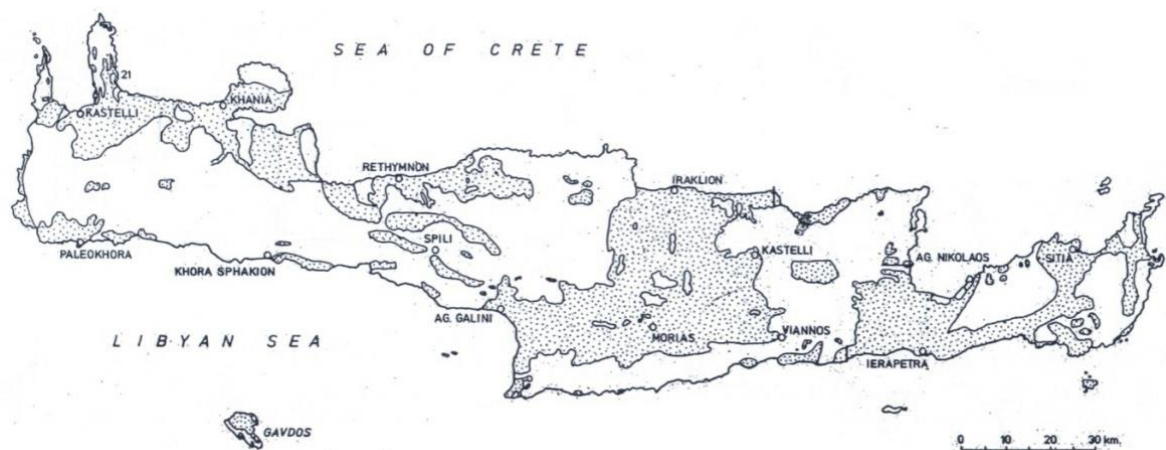 SEA OF CRETE
21
KASTELLI
KHANIA
RETHYMNON
IRAKLION
PALEOKHORA
KHORA SPHAKION
SPILI
KASTELLI
AG. NIKOLAOS
SITIA
AG. GALINI
MORIAS
VIANNOS
IERAPETRA
LIBYAN SEA
GAVDOS
0 10 20 30 km.